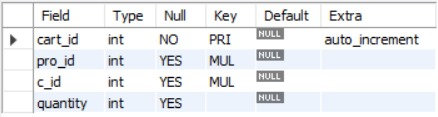 Field Type Null Key Default Extra
cart_id int NO PRI NULL auto_increment
pro_id int YES MUL NULL
c_id int YES MUL NULL
quantity int YES NULL